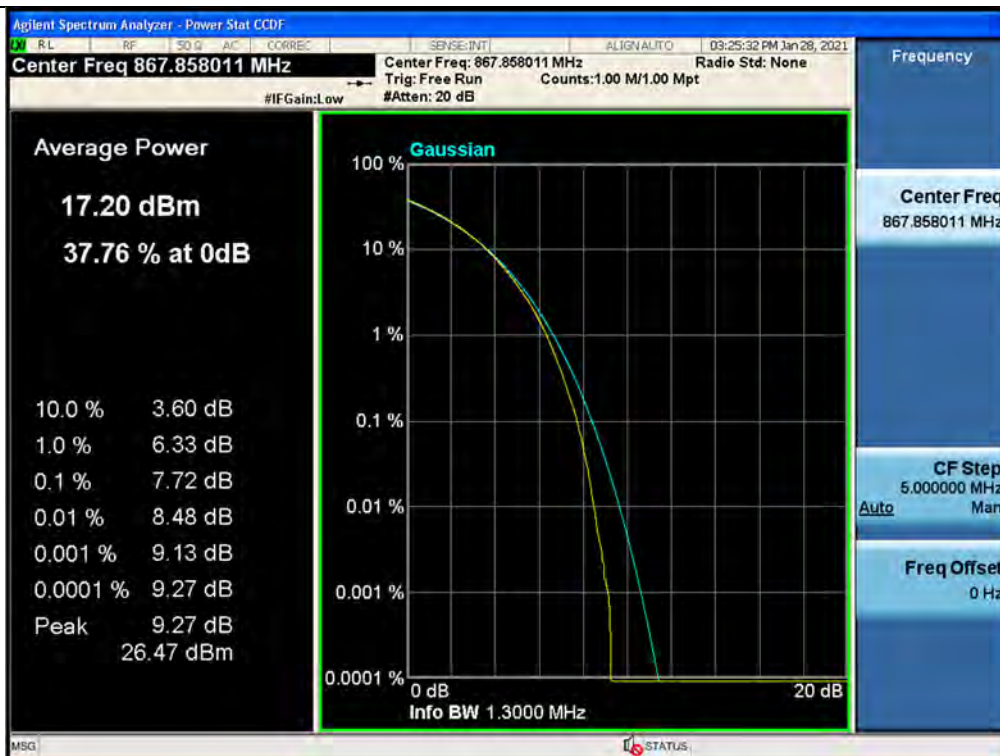 Agilent Spectrum Analyzer - Power Stat CCDF
LXI RL RF 50 Ω AC CORREC SENSE:INT ALIGN AUTO 03:25:32 PM Jan 28, 2021
Center Freq 867.858011 MHz
Center Freq: 867.858011 MHz Radio Std: None
Trig: Free Run Counts:1.00 M/1.00 Mpt
#IFGain:Low #Atten: 20 dB
Frequency
Average Power
17.20 dBm
37.76 % at 0dB
10.0 % 3.60 dB
1.0 % 6.33 dB
0.1 % 7.72 dB
0.01 % 8.48 dB
0.001 % 9.13 dB
0.0001 % 9.27 dB
Peak 9.27 dB
26.47 dBm
Gaussian
100 %
10 %
1 %
0.1 %
0.01 %
0.001 %
0.0001 %
0 dB 20 dB
Info BW 1.3000 MHz
Center Freq
867.858011 MHz
CF Step
5.000000 MHz
Auto Man
Freq Offset
0 Hz
MSG STATUS